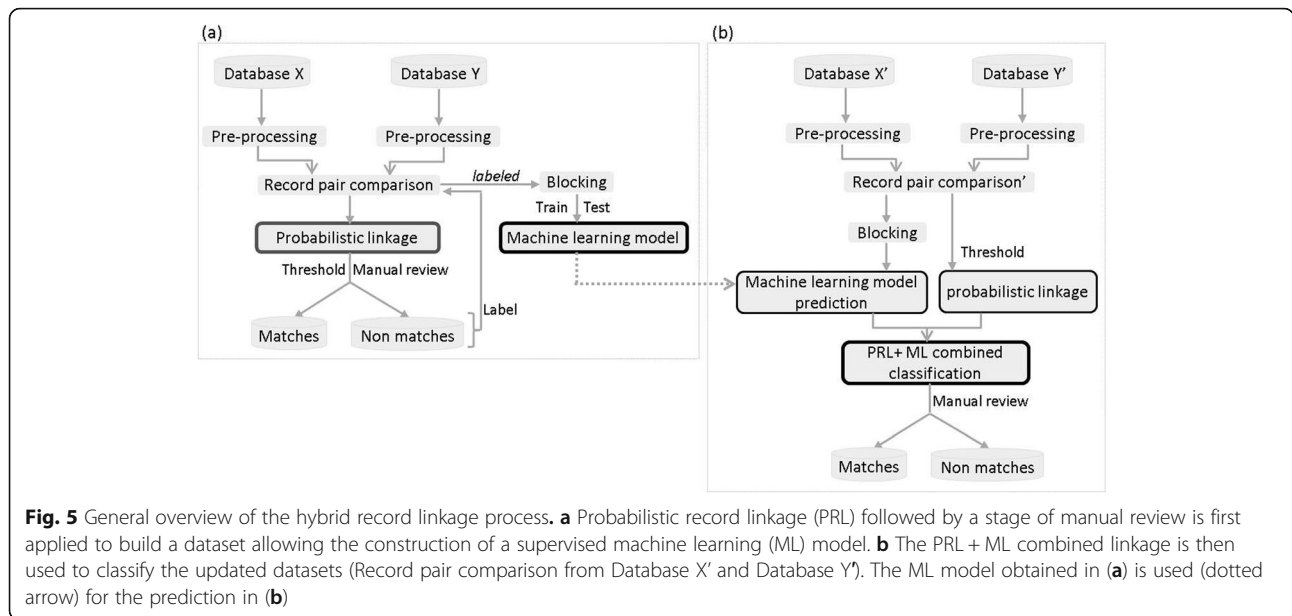 (a)
Database X
Database Y
Pre-processing
Pre-processing
Record pair comparison
labeled
Blocking
Train
Test
Probabilistic linkage
Machine learning model
Threshold
Manual review
Label
Matches
Non matches
(b)
Database X’
Database Y’
Pre-processing
Pre-processing
Record pair comparison’
Blocking
Threshold
Machine learning model
prediction
probabilistic linkage
PRL+ ML combined
classification
Manual review
Matches
Non matches
Fig. 5 General overview of the hybrid record linkage process. a Probabilistic record linkage (PRL) followed by a stage of manual review is first
applied to build a dataset allowing the construction of a supervised machine learning (ML) model. b The PRL + ML combined linkage is then
used to classify the updated datasets (Record pair comparison from Database X’ and Database Y’). The ML model obtained in (a) is used (dotted
arrow) for the prediction in (b)